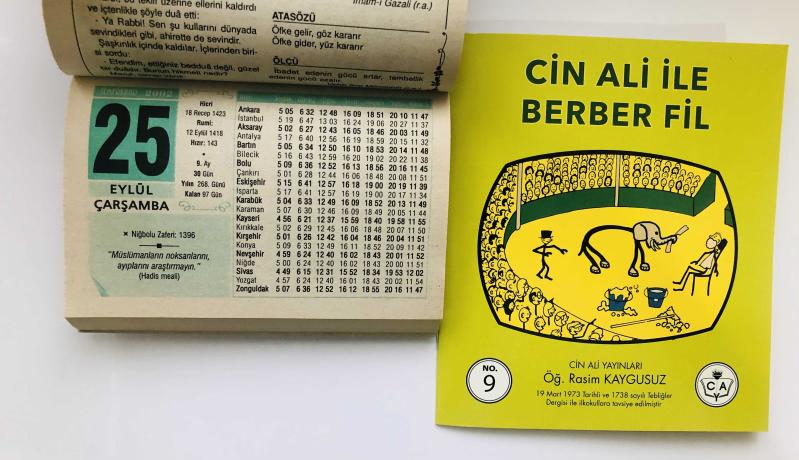 ve içtenlikle şöyle duâ etti:
- Ya Rabbi! Sen şu kullarını dünyada
sevindikleri gibi, ahirette de sevindir.
Şaşkınlık içinde kaldılar. İçlerinden biri-
si sordu:
- Efendim, ettiğiniz beddua değil, güzel
bir duâdır. Bunun hikmeti nedir?
İmam-ı Gazali (r.a.)
ATASÖZÜ
Öfke gelir, göz kararır
Öfke gider, yüz kararır
ÖLÇÜ
İbadet edenin gücü artar, tembellik
edenin gücü azalır.
2002
25
EYLÜL
ÇARŞAMBA
Hicri
18 Recep 1423
Rumi:
12 Eylül 1418
Hızır: 143
9. Ay
30 Gün
Yılın 268. Günü
Kalan 97 Gün
Niğbolu Zaferi: 1396
"Müslümanların noksanlarını,
ayıplarını araştırmayın."
(Hadis meali)
Ankara 5 05 6 32 12 48 16 09 18 51 20 10 11 47
İstanbul 5 19 6 47 13 03 16 24 19 06 20 27 11 37
Aksaray 5 02 6 27 12 43 16 05 18 46 20 03 11 49
Antalya 5 17 6 40 12 56 16 19 18 59 20 15 11 32
Bartın 5 05 6 34 12 50 16 10 18 53 20 14 11 48
Bilecik 5 16 6 43 12 59 16 20 19 02 20 22 11 38
Bolu 5 09 6 36 12 52 16 13 18 56 20 16 11 45
Çankırı 5 01 6 28 12 44 16 06 18 48 20 08 11 51
Eskişehir 5 15 6 41 12 57 16 18 19 00 20 19 11 39
Isparta 5 17 6 41 12 57 16 19 19 00 20 17 11 34
Karabük 5 04 6 33 12 49 16 09 18 52 20 13 11 49
Karaman 5 07 6 30 12 46 16 09 18 49 20 05 11 44
Kayseri 4 56 6 21 12 37 15 59 18 40 19 58 11 55
Kırıkkale 5 02 6 29 12 45 16 06 18 48 20 07 11 50
Kırşehir 5 01 6 26 12 42 16 04 18 46 20 04 11 51
Konya 5 09 6 33 12 49 16 11 18 52 20 09 11 42
Nevşehir 4 59 6 24 12 40 16 02 18 43 20 01 11 52
Niğde 5 00 6 24 12 40 16 02 18 43 20 00 11 51
Sivas 4 49 6 15 12 31 15 52 18 34 19 53 12 02
Yozgat 4 57 6 24 12 40 16 01 18 43 20 02 11 54
Zonguldak 5 07 6 36 12 52 16 12 18 55 20 16 11 47
CİN ALİ İLE
BERBER FİL
NO.
9
CİN ALİ YAYINLARI
Öğ. Rasim KAYGUSUZ
19 Mart 1973 Tarihli ve 1738 sayılı Tebliğler
Dergisi ile ilkokullara tavsiye edilmiştir
C A
Y